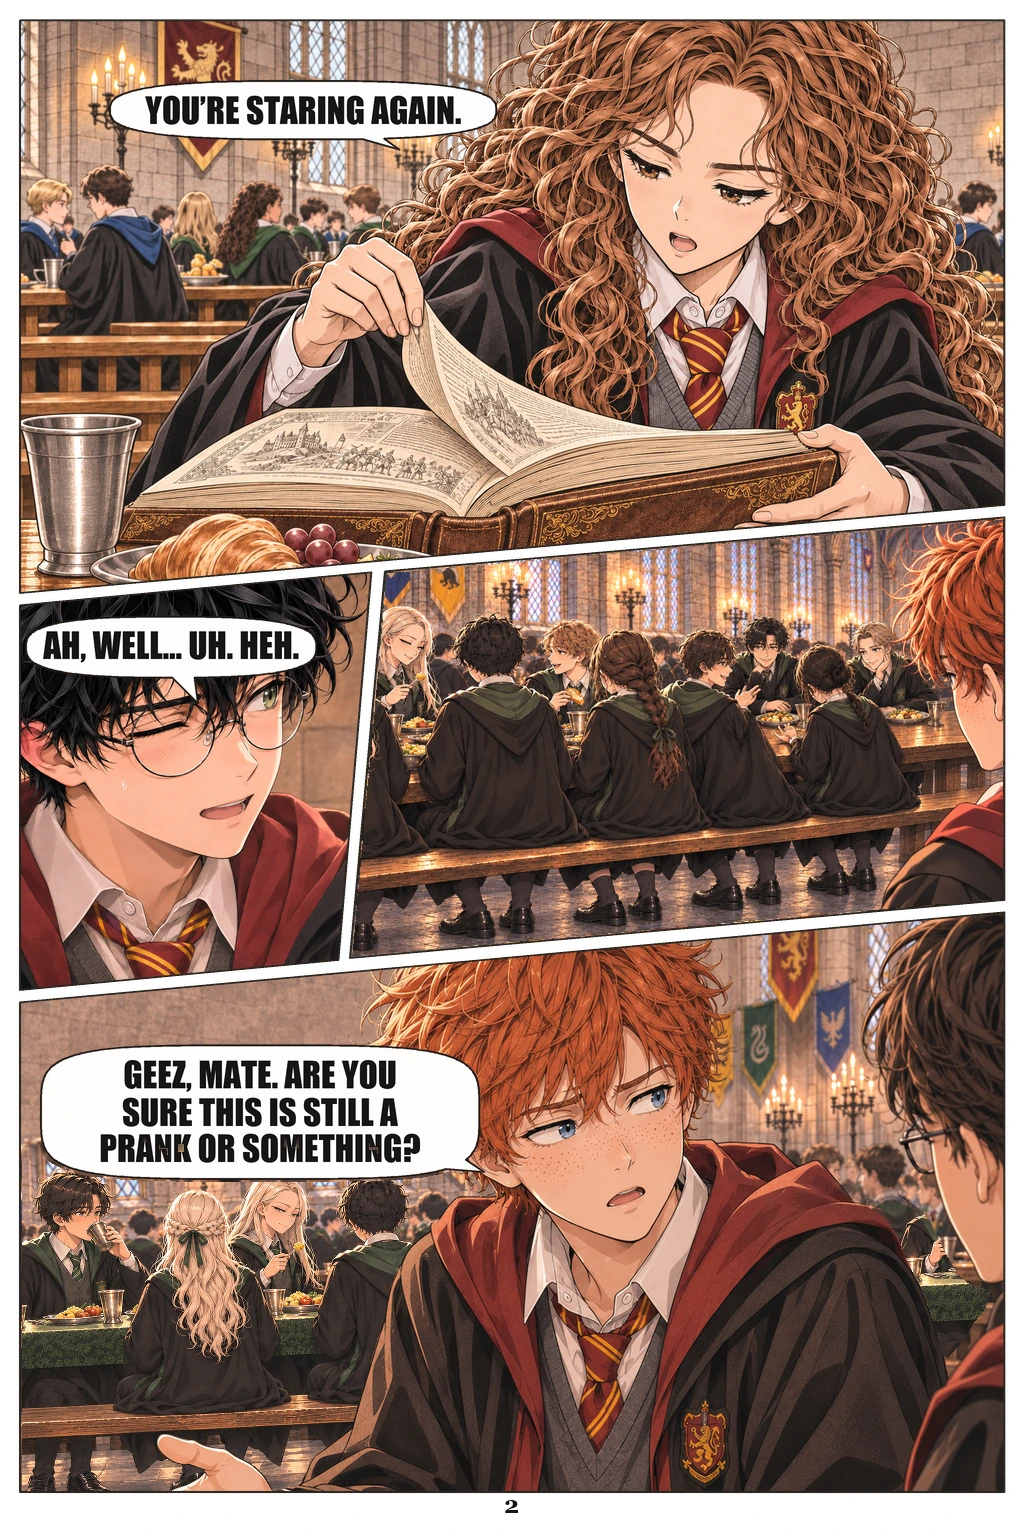 YOU'RE STARING AGAIN.
AH, WELL... UH. HEH.
GEEZ, MATE. ARE YOU
SURE THIS IS STILL A
PRANK OR SOMETHING?
2